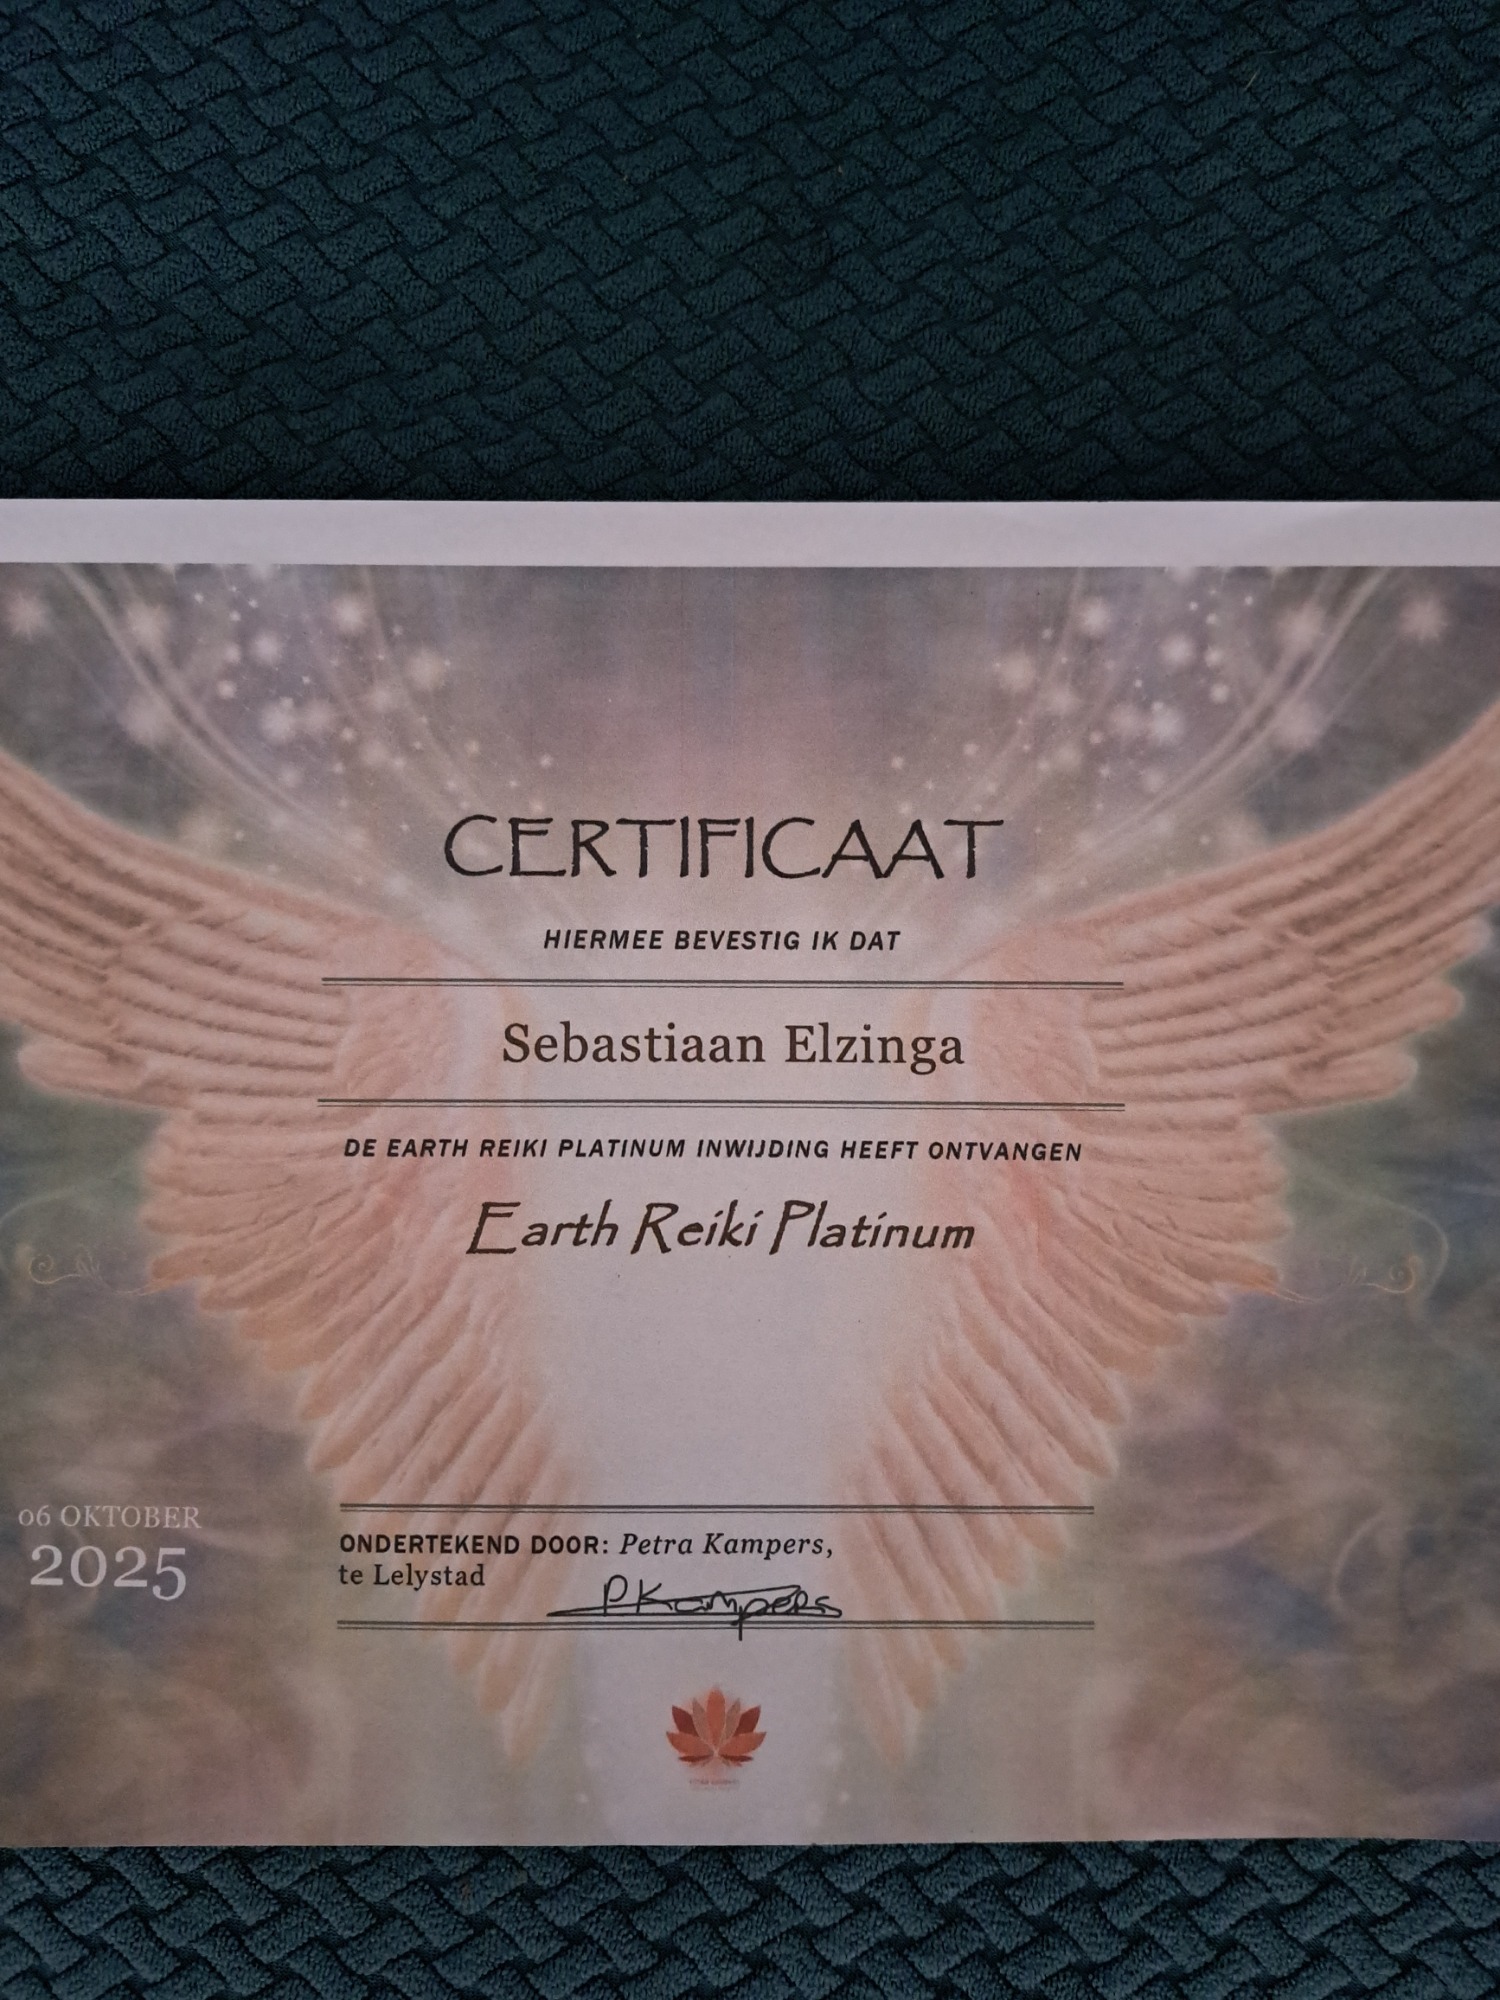 CERTIFICAAT
HIERMEE BEVESTIG IK DAT
Sebastiaan Elzinga
DE EARTH REIKI PLATINUM INWIJDING HEEFT ONTVANGEN
Earth Reiki Platinum
06 OKTOBER
2025
ONDERTEKEND DOOR: Petra Kampers,
te Lelystad
PKampers